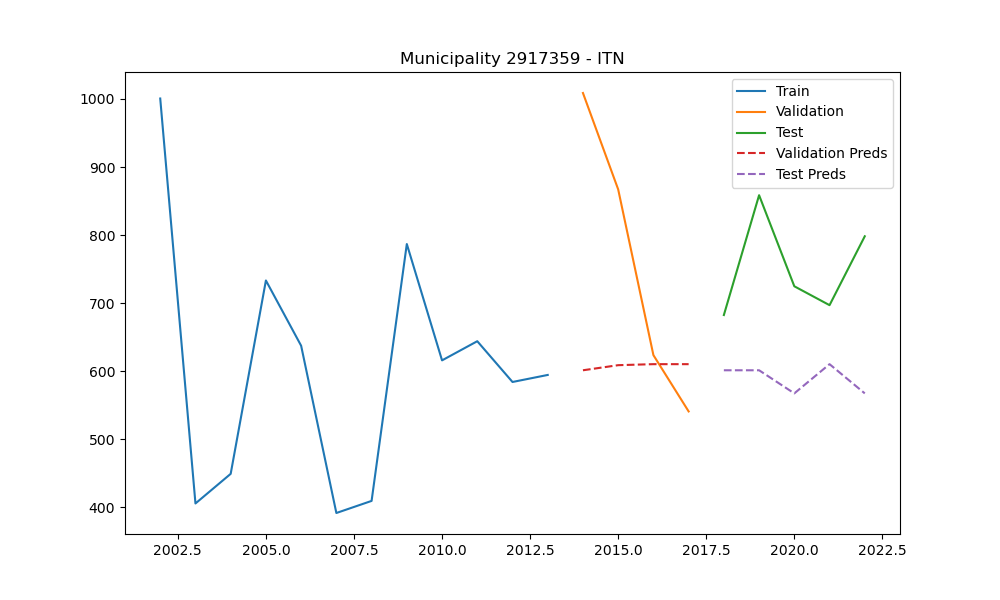 Municipality 2917359 - ITN
Train
Validation
Test
Validation Preds
Test Preds
1000
900
800
700
600
500
400
2002.5 2005.0 2007.5 2010.0 2012.5 2015.0 2017.5 2020.0 2022.5